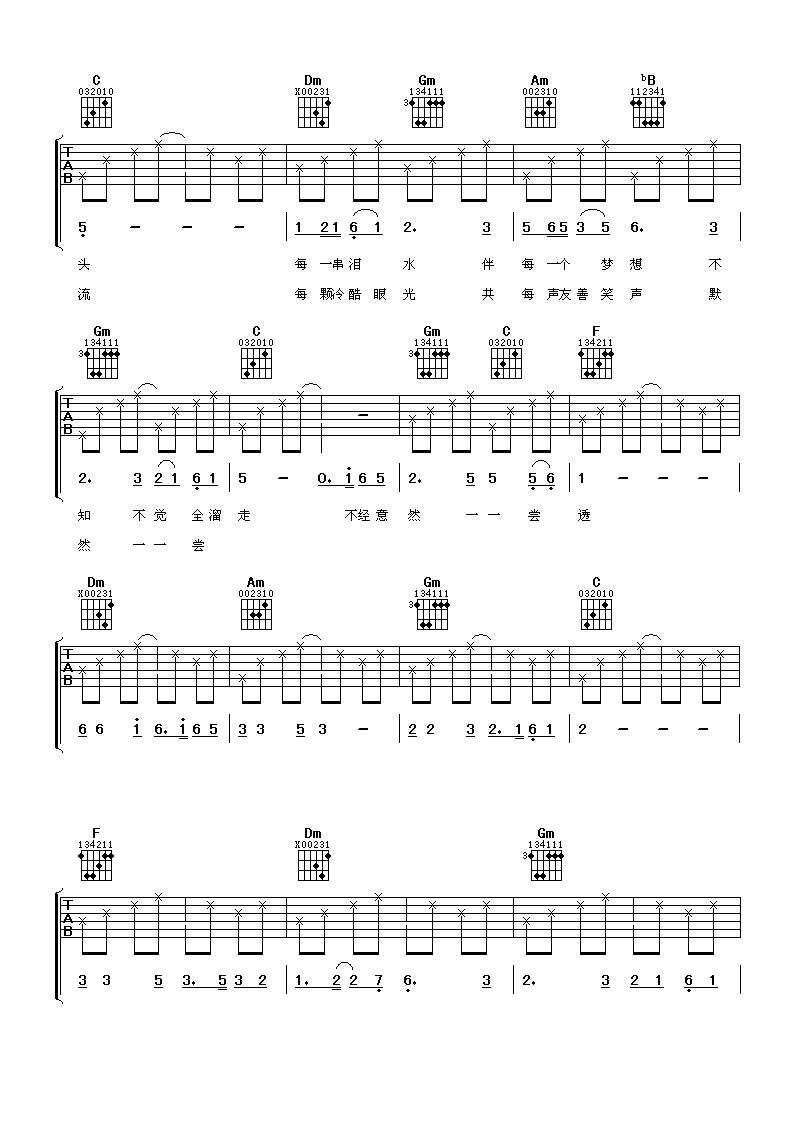 C Dm Gm Am ♭B
032010 X00231 134111 002310 112341
3
T A B
5 - - - 1 2 1 6 1 2. 3 5 6 5 3 5 6. 3
头 每 一串泪 水 伴 每 一个 梦 想 不
流 每 颗冷酷 眼 光 共 每 声友善 笑 声 默
Gm C Gm C F
134111 032010 134111 032010 134211
3 3
T A B
2. 3 2 1 6 1 5 - 0. 1 6 5 2. 5 5 5 6 1 - - -
知 不 觉 全 溜 走 不 经 意 然 一 一 尝 透
然 一 一 尝
Dm Am Gm C
X00231 002310 134111 032010
3
T A B
6 6 1 6. 1 6 5 3 3 5 3 - 2 2 3 2. 1 6 1 2 - - -
F Dm Gm
134211 X00231 134111
3
T A B
3 3 5 3. 5 3 2 1. 2 2 7 6. 3 2. 3 2 1 6 1